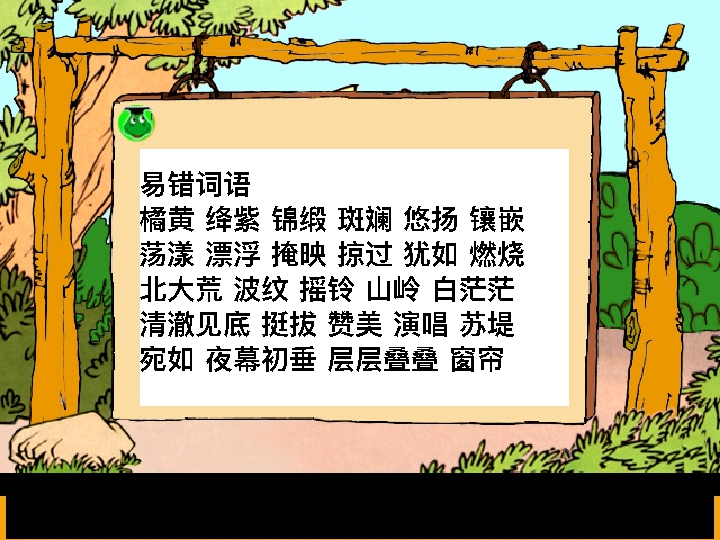 易错词语
橘黄 绛紫 锦缎 斑斓 悠扬 镶嵌
荡漾 漂浮 掩映 掠过 犹如 燃烧
北大荒 波纹 摇铃 山岭 白茫茫
清澈见底 挺拔 赞美 演唱 苏堤
宛如 夜幕初垂 层层叠叠 窗帘